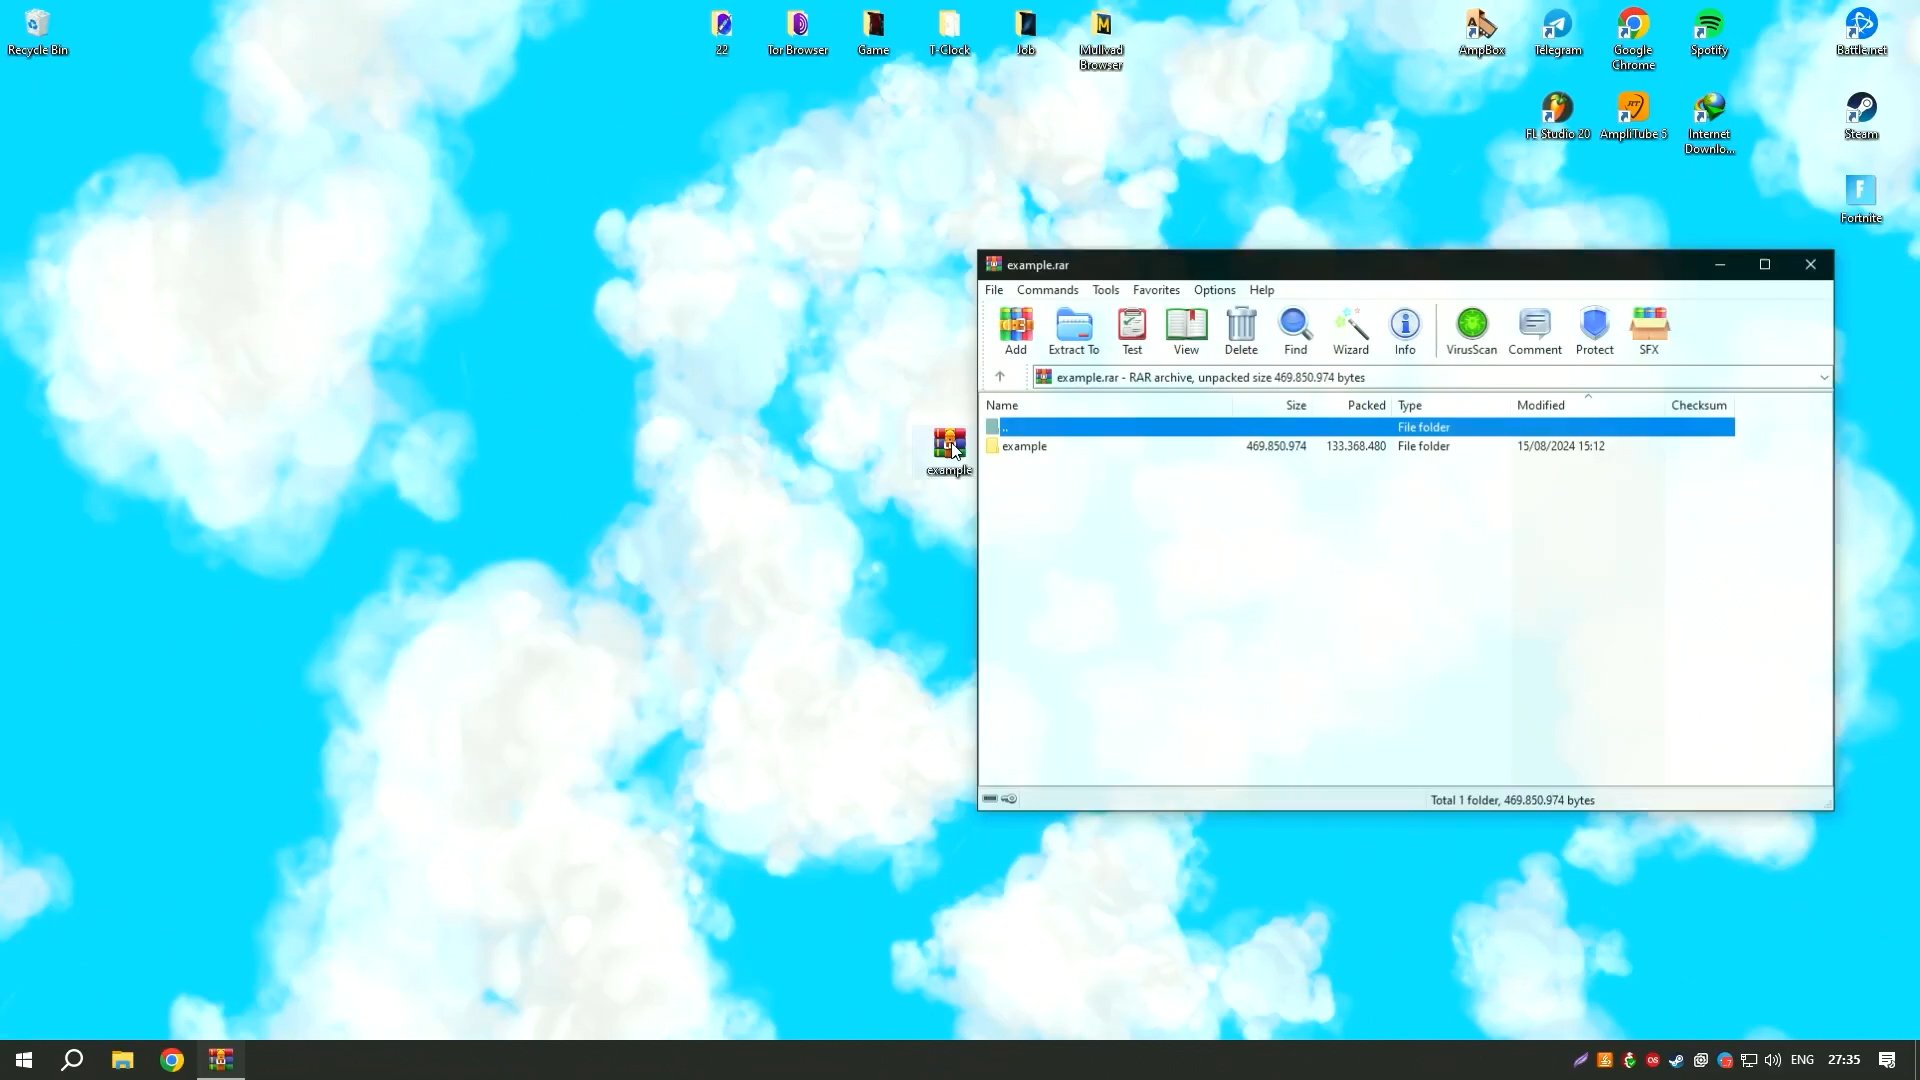 Recycle Bin
22
Tor Browser
Game
T-Clock
Job
Mullvad
Browser
AmpBox
Telegram
Google
Chrome
Spotify
Battle.net
FL Studio 20
AmpliTube 5
Internet
Downlo...
Steam
Fortnite
example
example.rar
File Commands Tools Favorites Options Help
Add Extract To Test View Delete Find Wizard Info VirusScan Comment Protect SFX
example.rar - RAR archive, unpacked size 469.850.974 bytes
Name Size Packed Type Modified Checksum
.. File folder
example 469.850.974 133.368.480 File folder 15/08/2024 15:12
Total 1 folder, 469.850.974 bytes
ENG 27:35